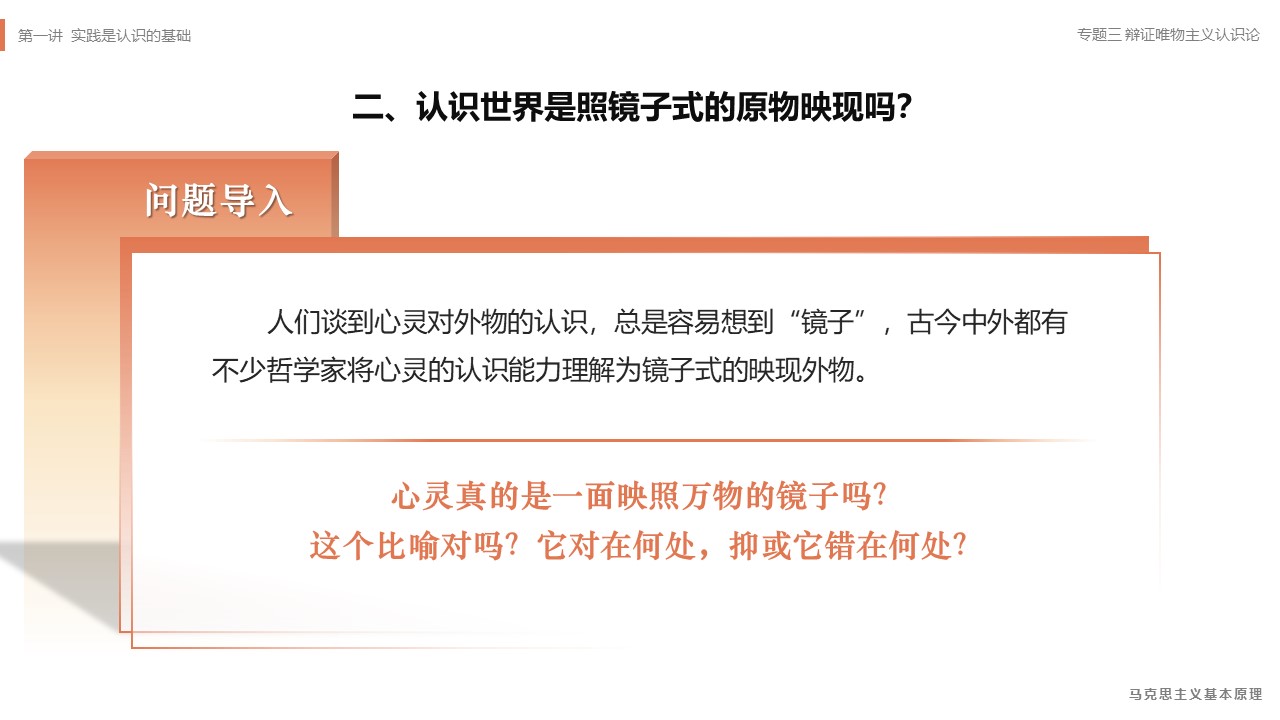 第一讲 实践是认识的基础
专题三 辩证唯物主义认识论
二、认识世界是照镜子式的原物映现吗？
问题导入
人们谈到心灵对外物的认识，总是容易想到“镜子”，古今中外都有
不少哲学家将心灵的认识能力理解为镜子式的映现外物。
心灵真的是一面映照万物的镜子吗？
这个比喻对吗？它对在何处，抑或它错在何处？
马克思主义基本原理